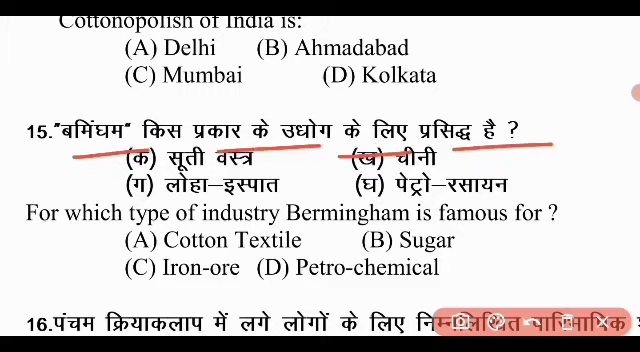 Cottonopolish of India is:
(A) Delhi (B) Ahmadabad
(C) Mumbai (D) Kolkata
15."बमिंघम" किस प्रकार के उधोग के लिए प्रसिद्ध है ?
(क) सूती वस्त्र (ख) चीनी
(ग) लोहा–इस्पात (घ) पेट्रो–रसायन
For which type of industry Bermingham is famous for ?
(A) Cotton Textile (B) Sugar
(C) Iron-ore (D) Petro-chemical
16.पंचम क्रियाकलाप में लगे लोगों के लिए निम्नलिखित पारिभाषिक